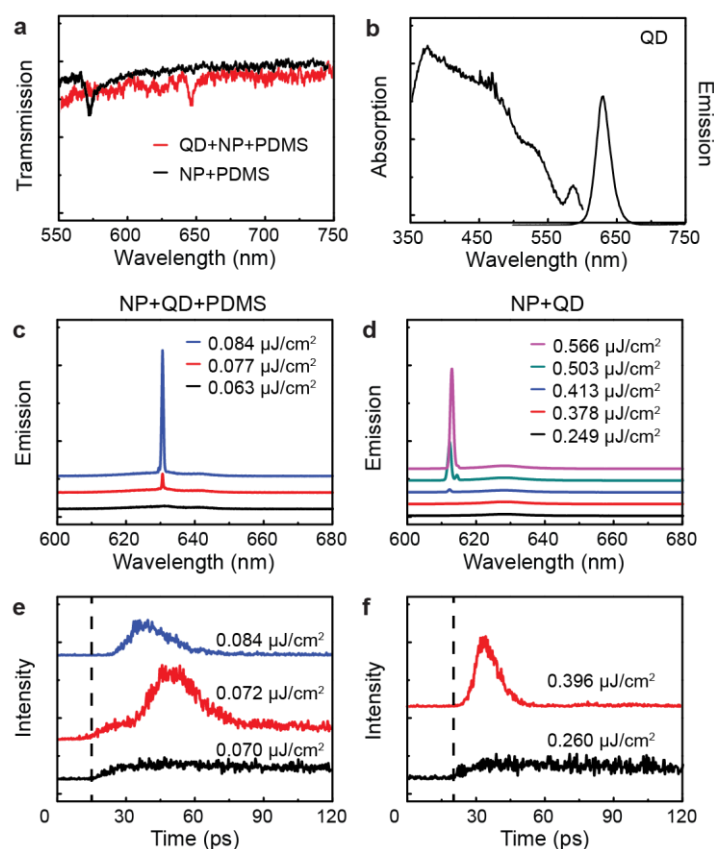 a
Tramsmission
QD+NP+PDMS
NP+PDMS
550 600 650 700 750
Wavelength (nm)
b
QD
Absorption
Emission
350 450 550 650 750
Wavelength (nm)
NP+QD+PDMS
c
0.084 µJ/cm²
0.077 µJ/cm²
0.063 µJ/cm²
Emission
600 620 640 660 680
Wavelength (nm)
NP+QD
d
0.566 µJ/cm²
0.503 µJ/cm²
0.413 µJ/cm²
0.378 µJ/cm²
0.249 µJ/cm²
Emission
600 620 640 660 680
Wavelength (nm)
e
0.084 µJ/cm²
0.072 µJ/cm²
0.070 µJ/cm²
Intensity
00 30 60 90 120
Time (ps)
f
0.396 µJ/cm²
0.260 µJ/cm²
Intensity
00 30 60 90 120
Time (ps)